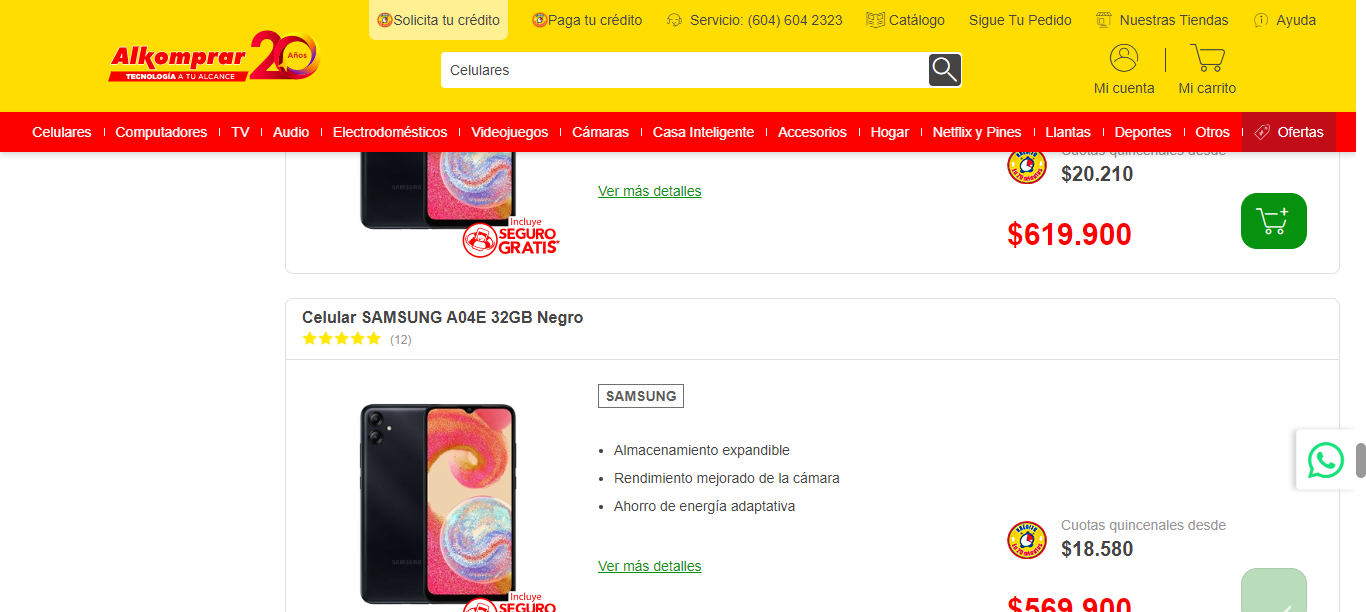 Solicita tu crédito
Paga tu crédito
Servicio: (604) 604 2323
Catálogo
Sigue Tu Pedido
Nuestras Tiendas
Ayuda
Alkomprar 20 Años
TECNOLOGÍA A TU ALCANCE
Celulares
Mi cuenta
Mi carrito
Celulares
Computadores
TV
Audio
Electrodomésticos
Videojuegos
Cámaras
Casa Inteligente
Accesorios
Hogar
Netflix y Pines
Llantas
Deportes
Otros
Ofertas
SAMSUNG
Incluye
SEGURO
GRATIS*
Ver más detalles
Cuotas quincenales desde
$20.210
$619.900
Celular SAMSUNG A04E 32GB Negro
(12)
SAMSUNG
SAMSUNG
Almacenamiento expandible
Rendimiento mejorado de la cámara
Ahorro de energía adaptativa
Ver más detalles
Incluye
SEGURO
Cuotas quincenales desde
$18.580
$569.900